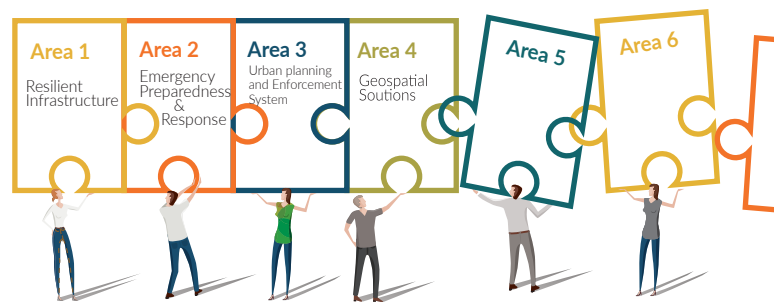 Area 1
Resilient
Infrastructure
Area 2
Emergency
Preparedness
&
Response
Area 3
Urban planning
and Enforcement
System
Area 4
Geospatial
Soutions
Area 5
Area 6